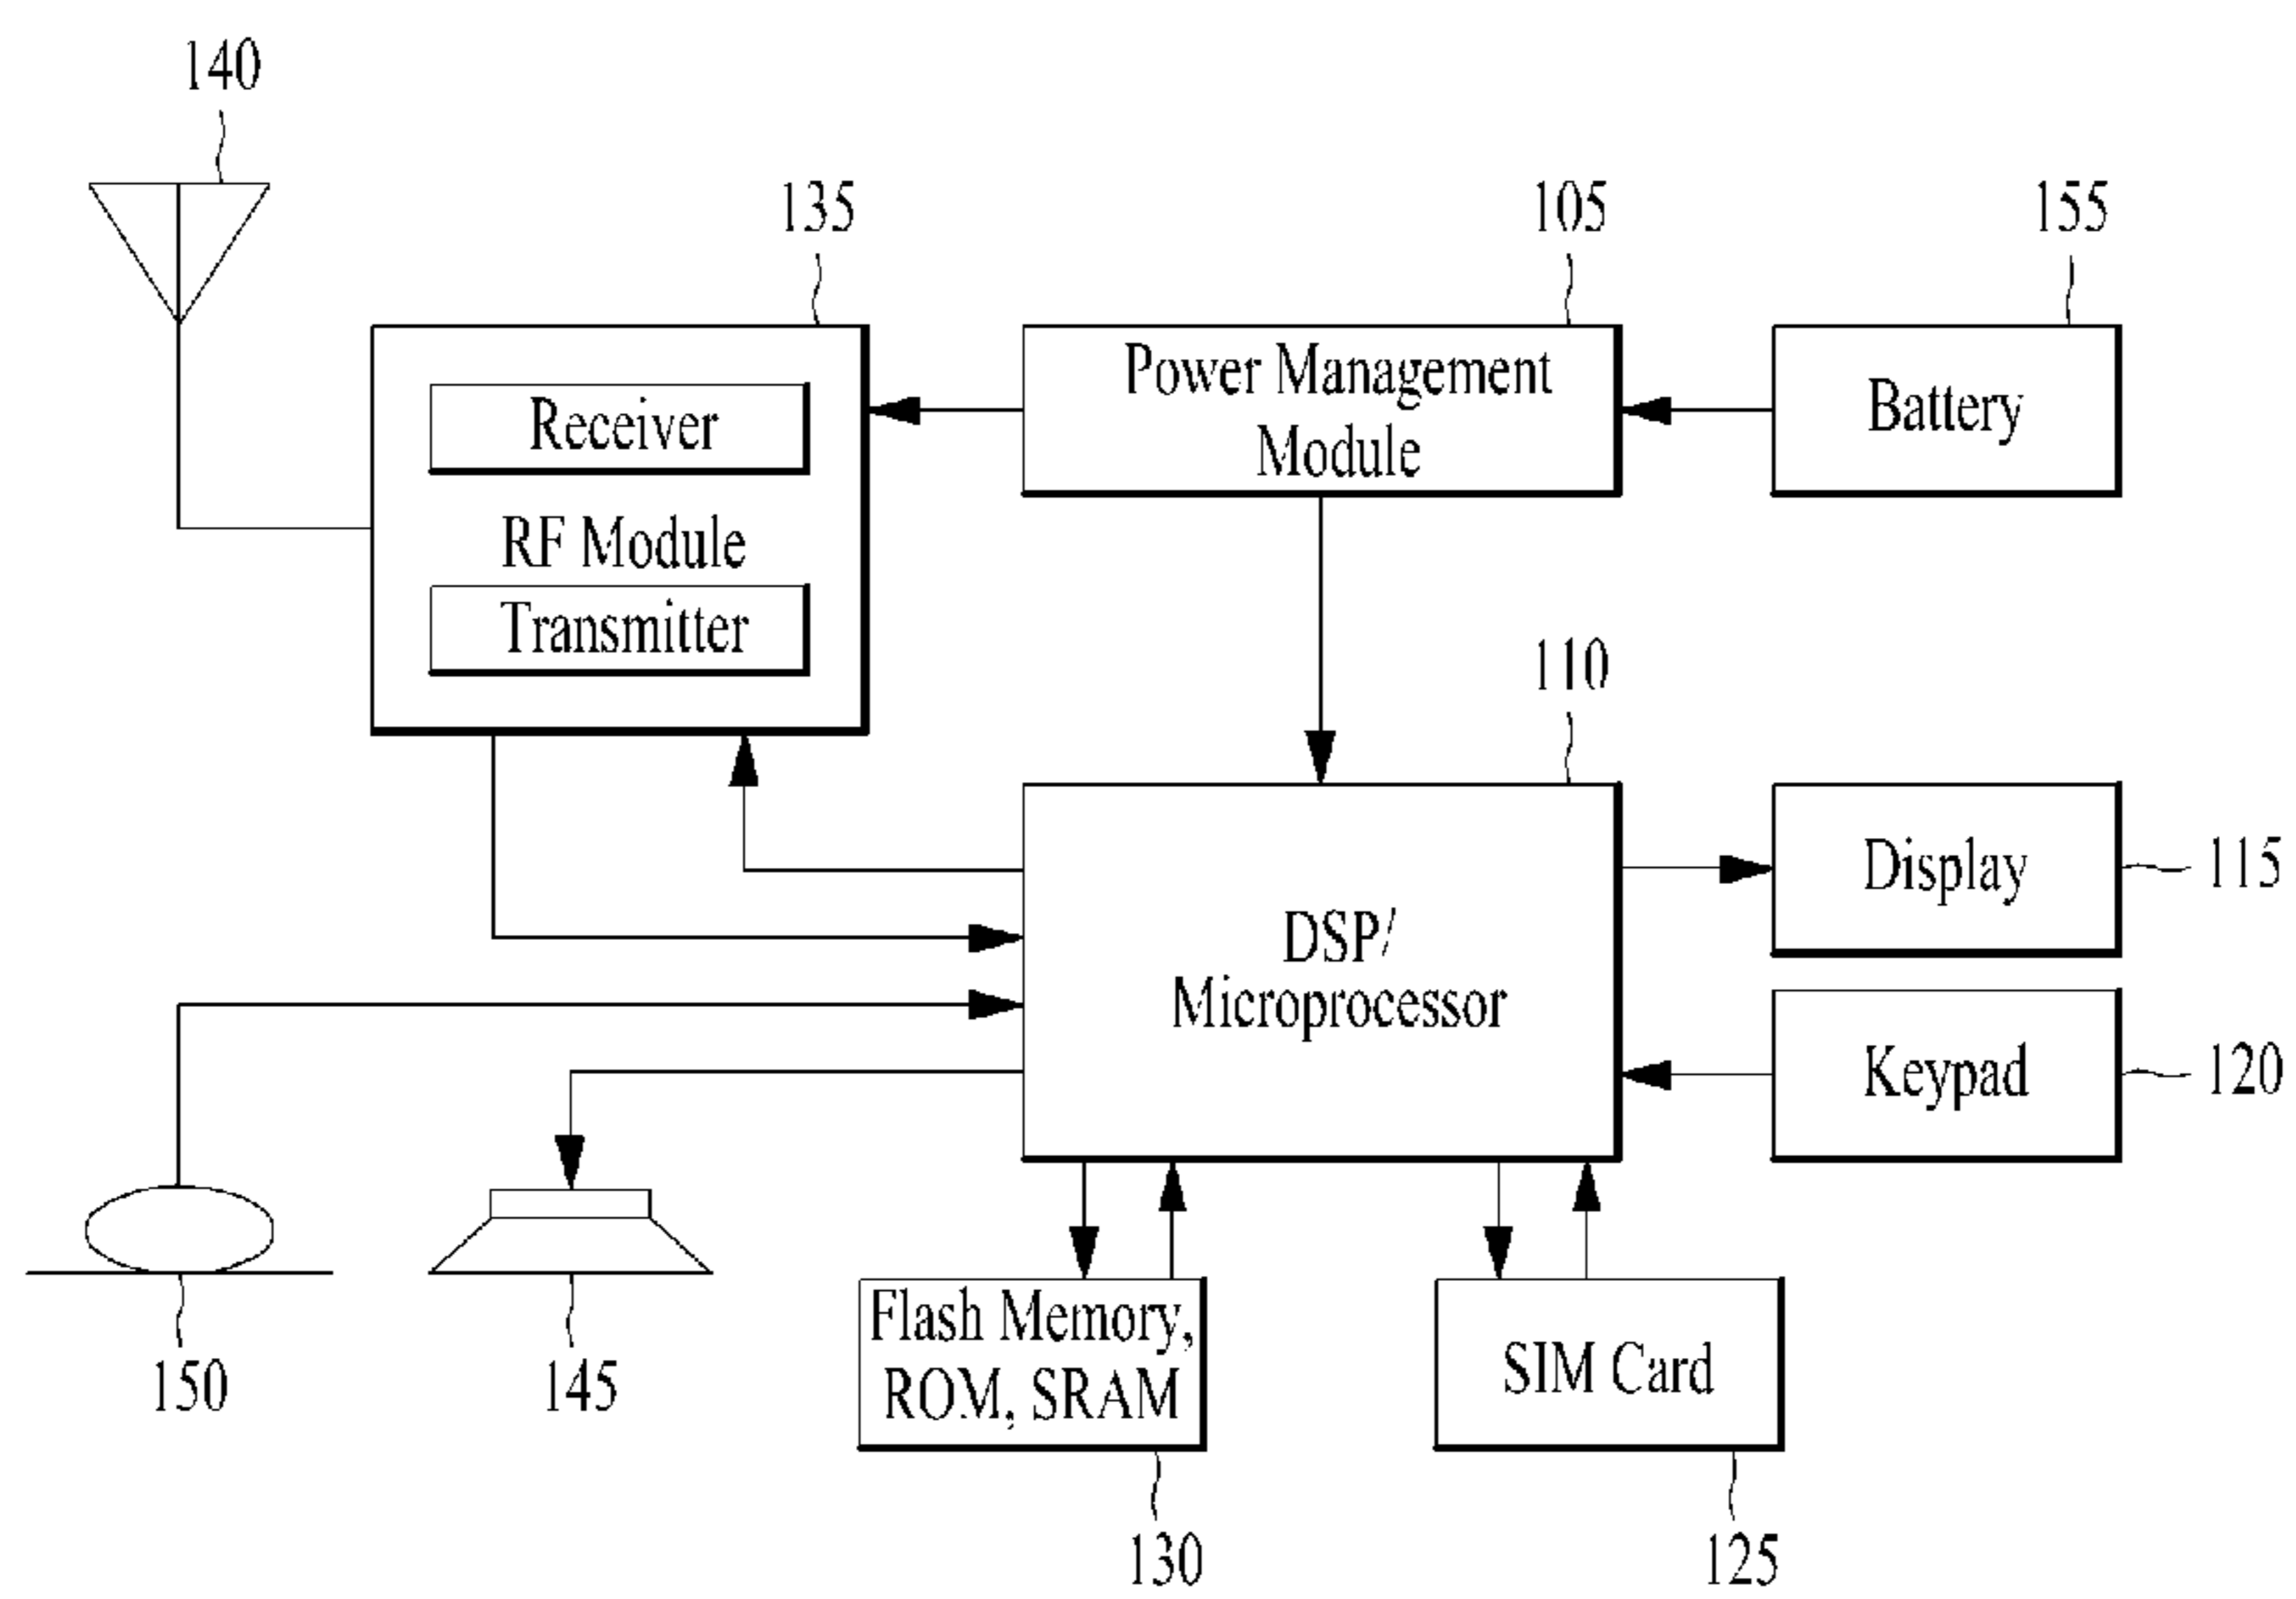 140
135
105
155
Receiver
RF Module
Transmitter
Power Management
Module
Battery
110
DSP/
Microprocessor
Display
115
Keypad
120
150
145
Flash Memory,
ROM, SRAM
130
SIM Card
125